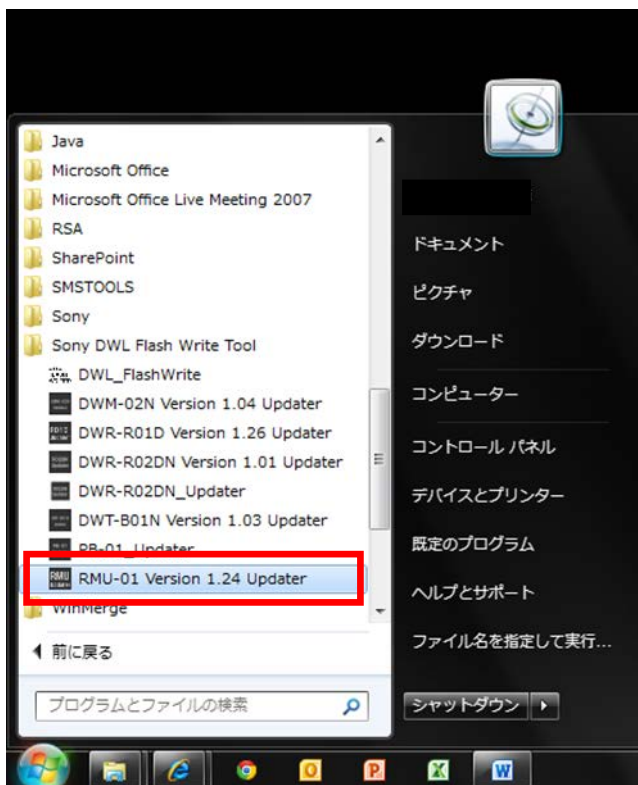 Java
Microsoft Office
Microsoft Office Live Meeting 2007
RSA
SharePoint
SMSTOOLS
Sony
Sony DWL Flash Write Tool
DWL_FlashWrite
DWM-02N Version 1.04 Updater
DWR-R01D Version 1.26 Updater
DWR-R02DN Version 1.01 Updater
DWR-R02DN_Updater
DWT-B01N Version 1.03 Updater
RB-01_Updater
RMU-01 Version 1.24 Updater
WinMerge
前に戻る
プログラムとファイルの検索
ドキュメント
ピクチャ
ダウンロード
コンピューター
コントロール パネル
デバイスとプリンター
既定のプログラム
ヘルプとサポート
ファイル名を指定して実行...
シャットダウン